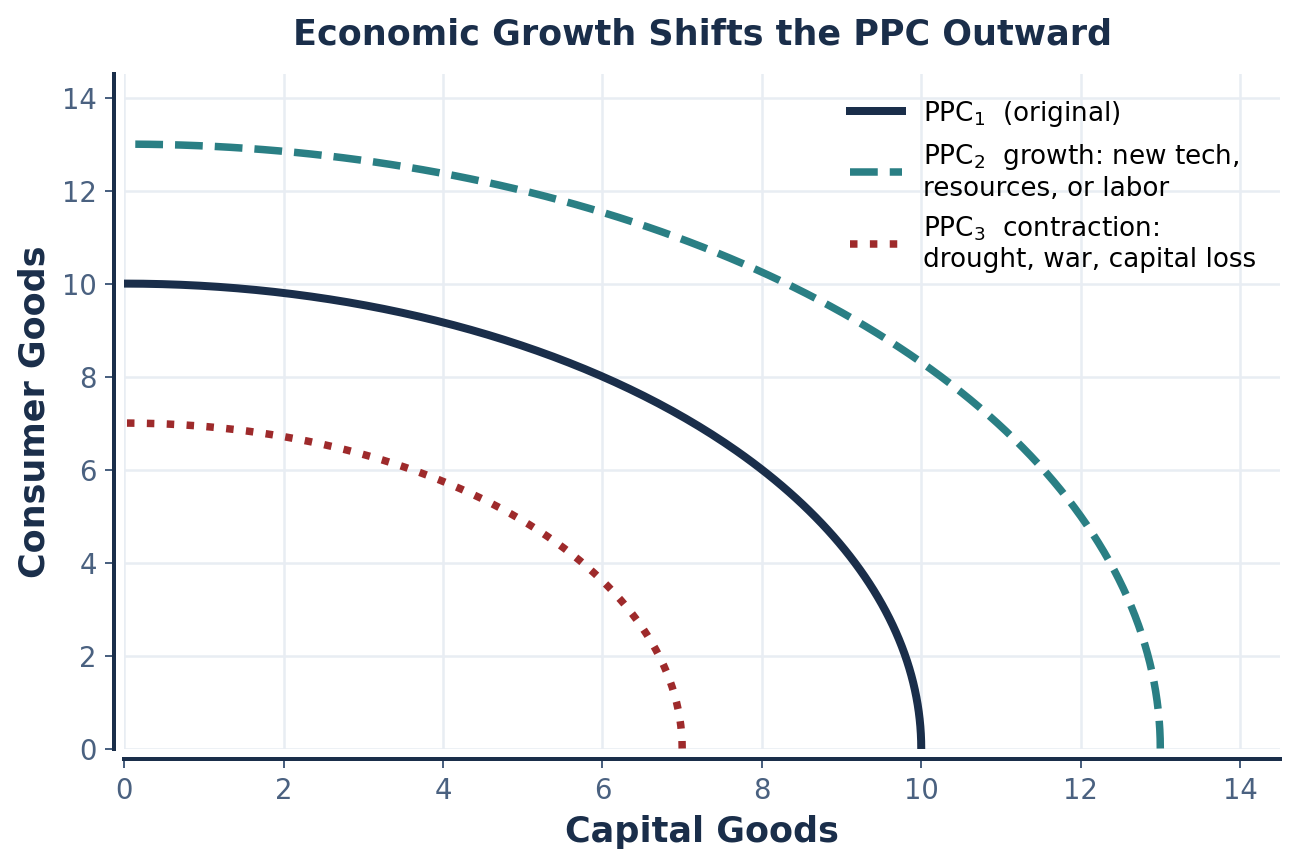 Economic Growth Shifts the PPC Outward
PPC₁ (original)
PPC₂ growth: new tech,
resources, or labor
PPC₃ contraction:
drought, war, capital loss
Consumer Goods
14
12
10
8
6
4
2
0
0 2 4 6 8 10 12 14
Capital Goods